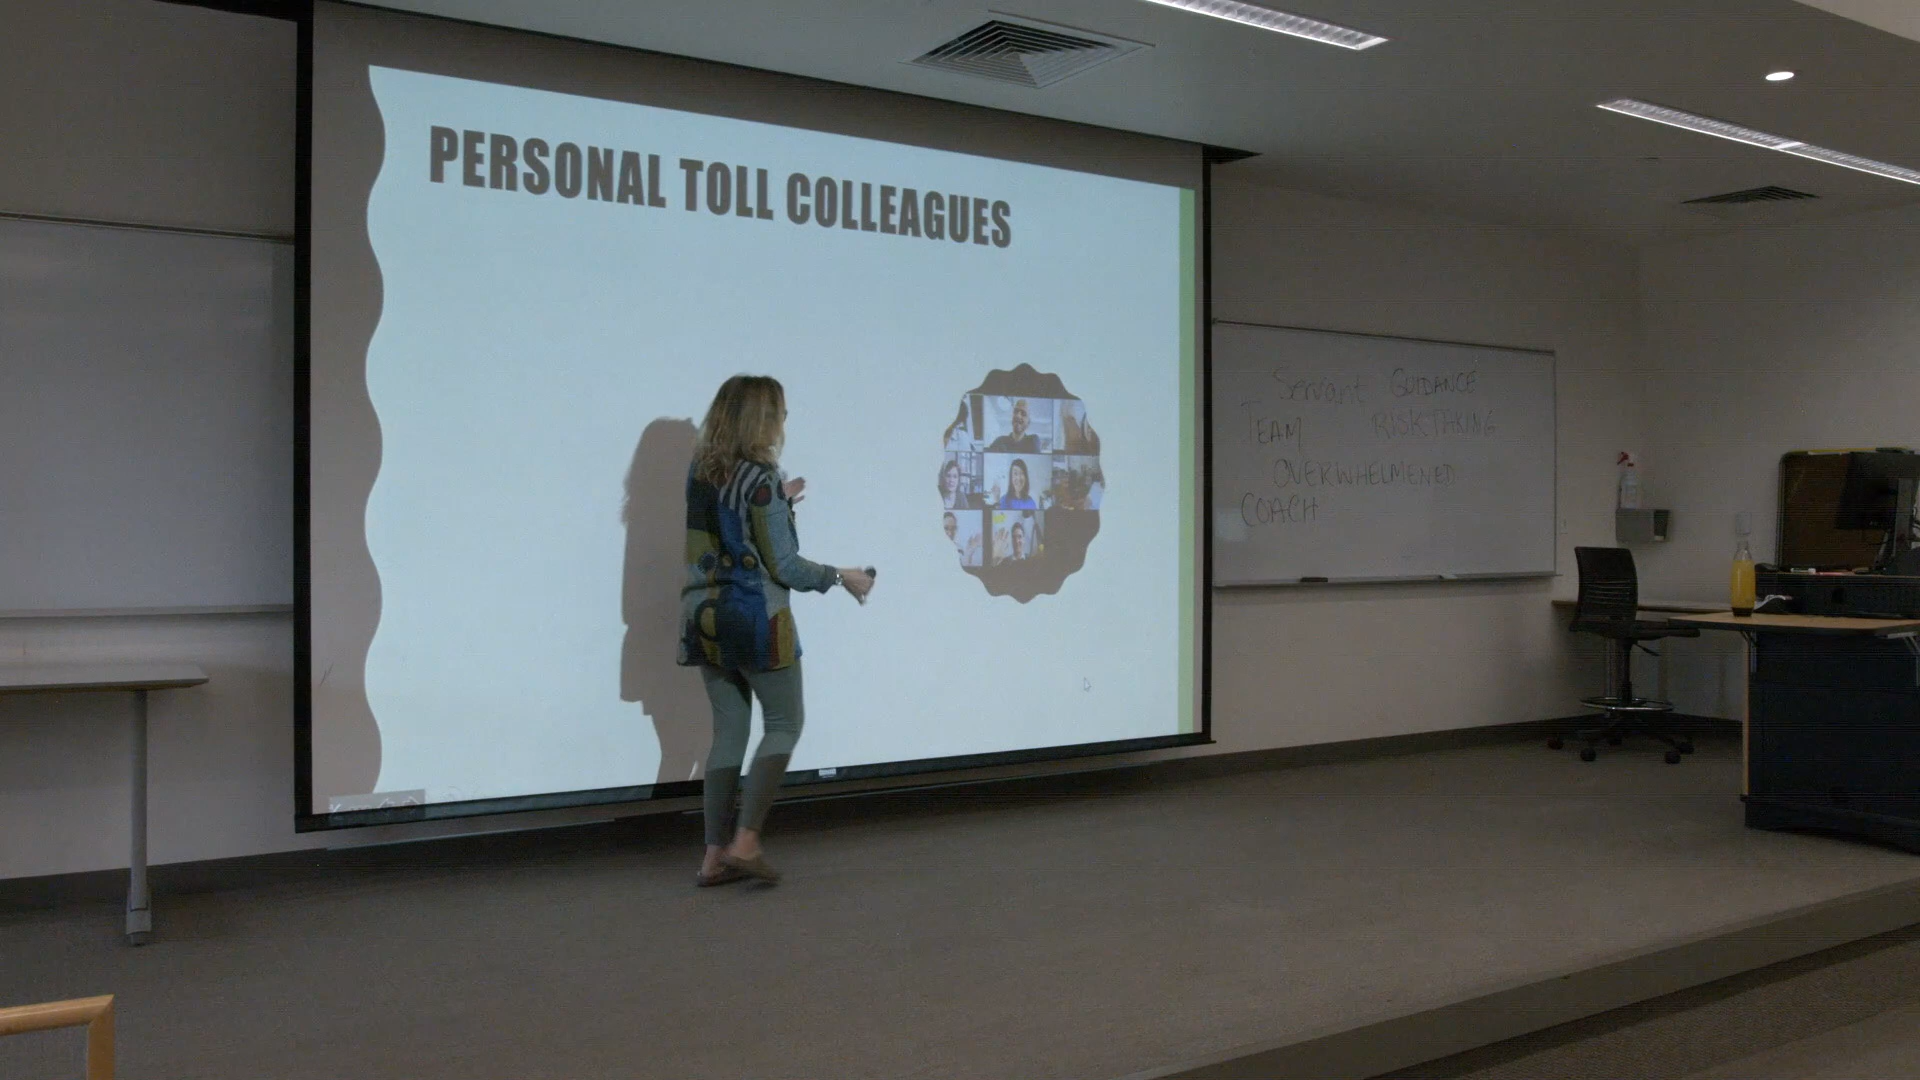 PERSONAL TOLL COLLEAGUES
Servant GUIDANCE
TEAM RISKTAKING
OVERWHELMENED
COACH